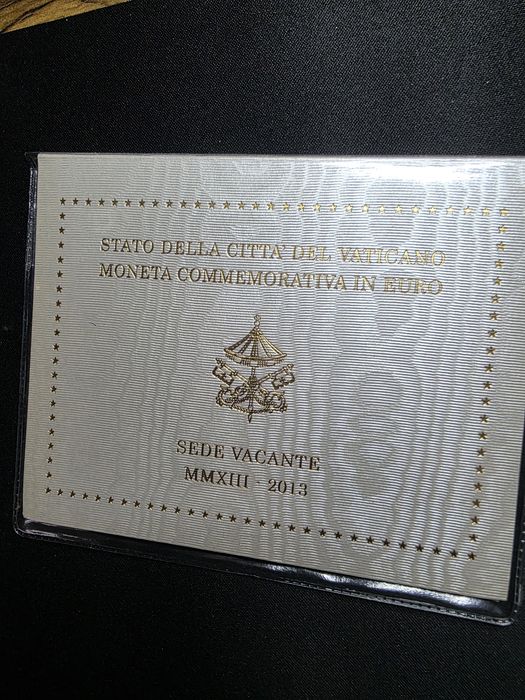 STATO DELLA CITTA' DEL VATICANO
MONETA COMMEMORATIVA IN EURO
SEDE VACANTE
MMXIII - 2013